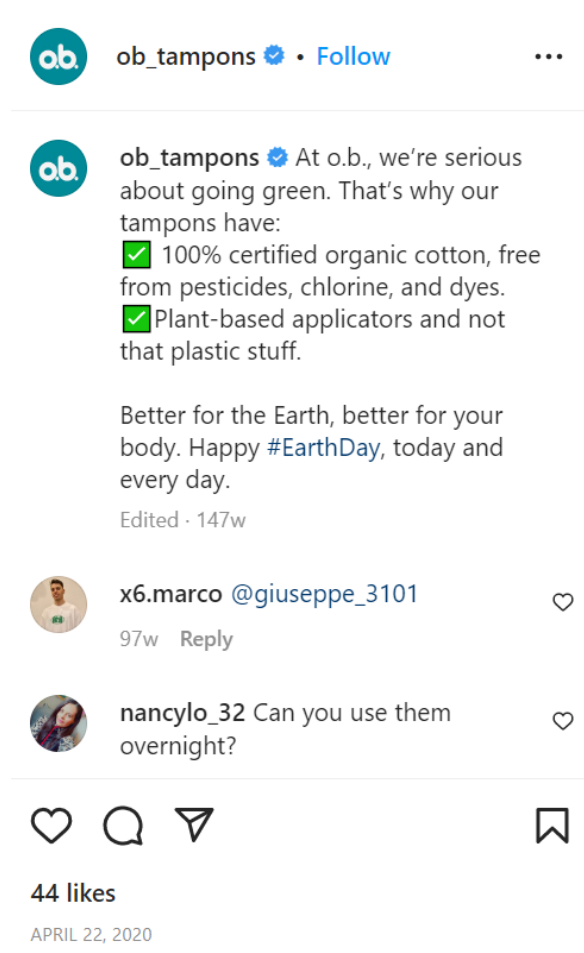 o.b. ob_tampons • Follow
o.b. ob_tampons At o.b., we're serious
about going green. That's why our
tampons have:
✅ 100% certified organic cotton, free
from pesticides, chlorine, and dyes.
✅Plant-based applicators and not
that plastic stuff.
Better for the Earth, better for your
body. Happy #EarthDay, today and
every day.
Edited · 147w
x6.marco @giuseppe_3101
97w Reply
nancylo_32 Can you use them
overnight?
44 likes
APRIL 22, 2020